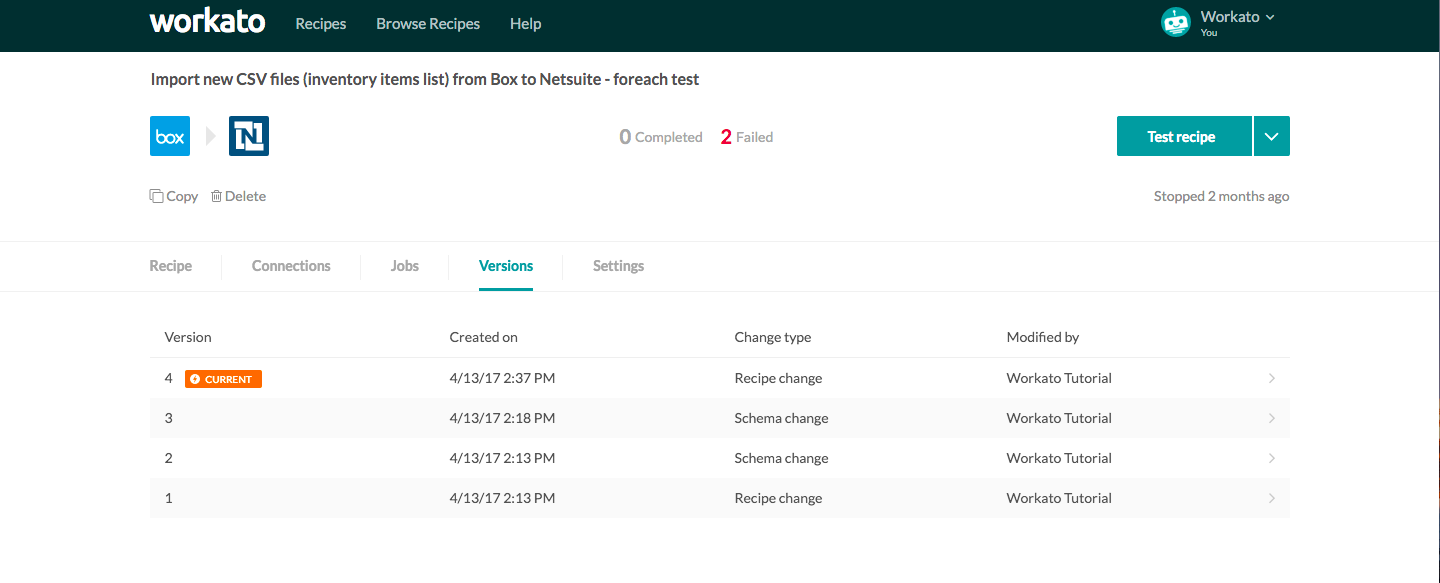 workato Recipes Browse Recipes Help Workato
You
Import new CSV files (inventory items list) from Box to Netsuite - foreach test
box N 0 Completed 2 Failed Test recipe
Copy Delete Stopped 2 months ago
Recipe Connections Jobs Versions Settings
Version Created on Change type Modified by
4 CURRENT 4/13/17 2:37 PM Recipe change Workato Tutorial
3 4/13/17 2:18 PM Schema change Workato Tutorial
2 4/13/17 2:13 PM Schema change Workato Tutorial
1 4/13/17 2:13 PM Recipe change Workato Tutorial